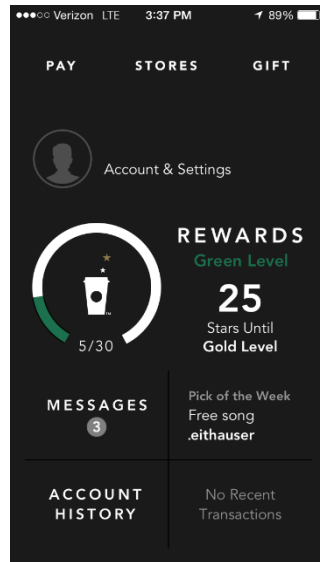 Verizon LTE 3:37 PM 89%
PAY STORES GIFT
Account & Settings
REWARDS
Green Level
25
Stars Until
Gold Level
5/30
MESSAGES
3
Pick of the Week
Free song
.eithauser
ACCOUNT
HISTORY
No Recent
Transactions